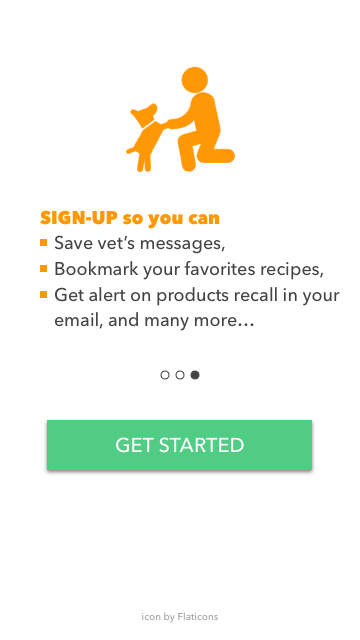 SIGN-UP so you can
Save vet’s messages,
Bookmark your favorites recipes,
Get alert on products recall in your
email, and many more…
GET STARTED
icon by Flaticons